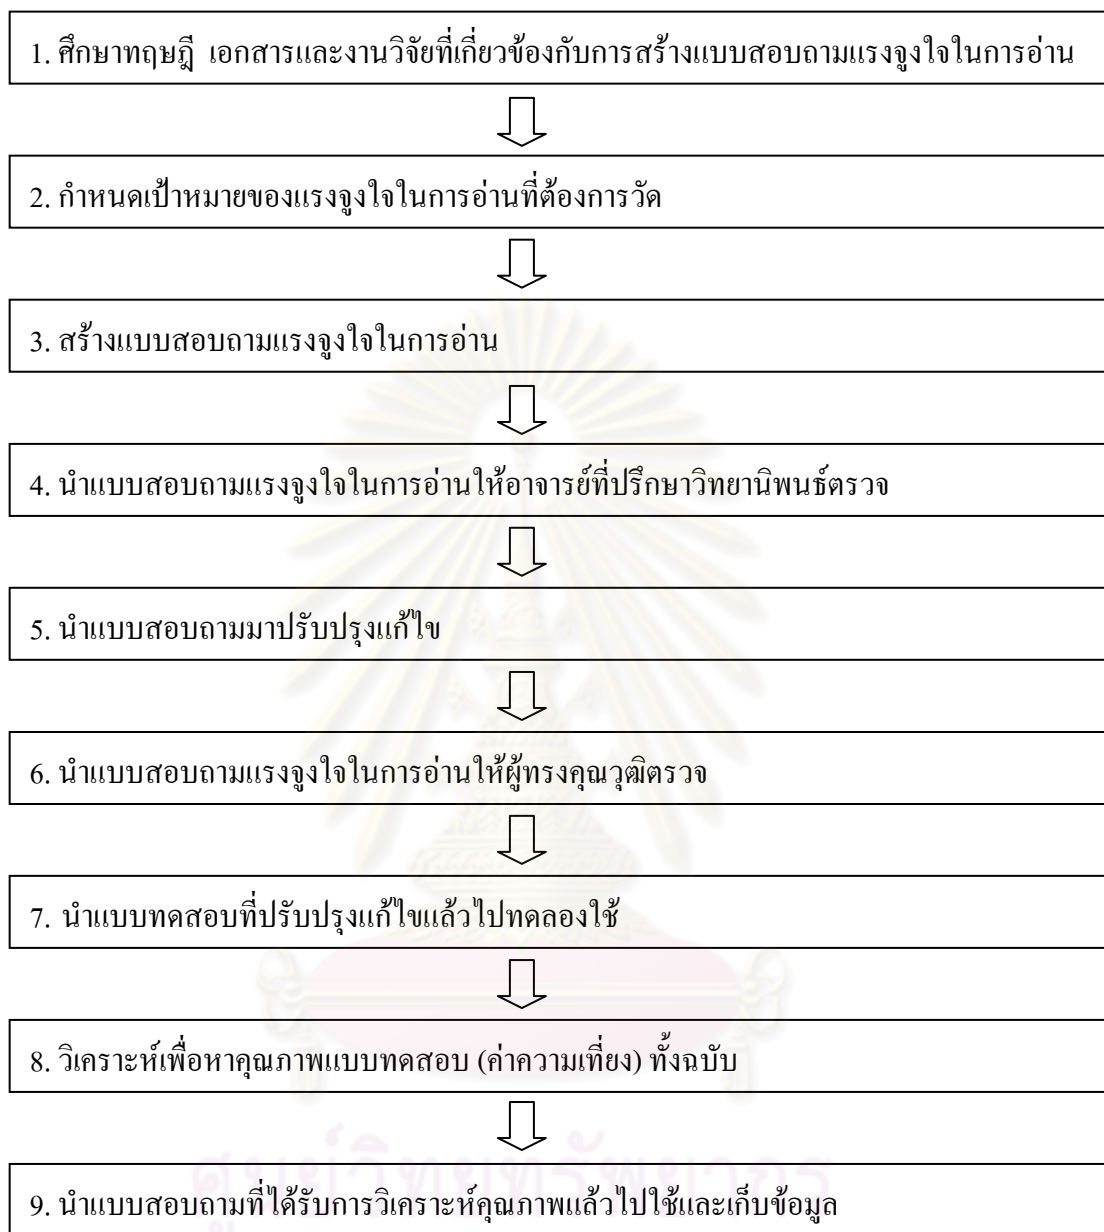 1. ศึกษาทฤษฎี เอกสารและงานวิจัยที่เกี่ยวข้องกับการสร้างแบบสอบถามแรงจูงใจในการอ่าน
2. กำหนดเป้าหมายของแรงจูงใจในการอ่านที่ต้องการวัด
3. สร้างแบบสอบถามแรงจูงใจในการอ่าน
4. นำแบบสอบถามแรงจูงใจในการอ่านให้อาจารย์ที่ปรึกษาวิทยานิพนธ์ตรวจ
5. นำแบบสอบถามมาปรับปรุงแก้ไข
6. นำแบบสอบถามแรงจูงใจในการอ่านให้ผู้ทรงคุณวุฒิตรวจ
7. นำแบบทดสอบที่ปรับปรุงแก้ไขแล้วไปทดลองใช้
8. วิเคราะห์เพื่อหาคุณภาพแบบทดสอบ (ค่าความเที่ยง) ทั้งฉบับ
ศูนย์วิทยทรัพยากร
9. นำแบบสอบถามที่ได้รับการวิเคราะห์คุณภาพแล้วไปใช้และเก็บข้อมูล